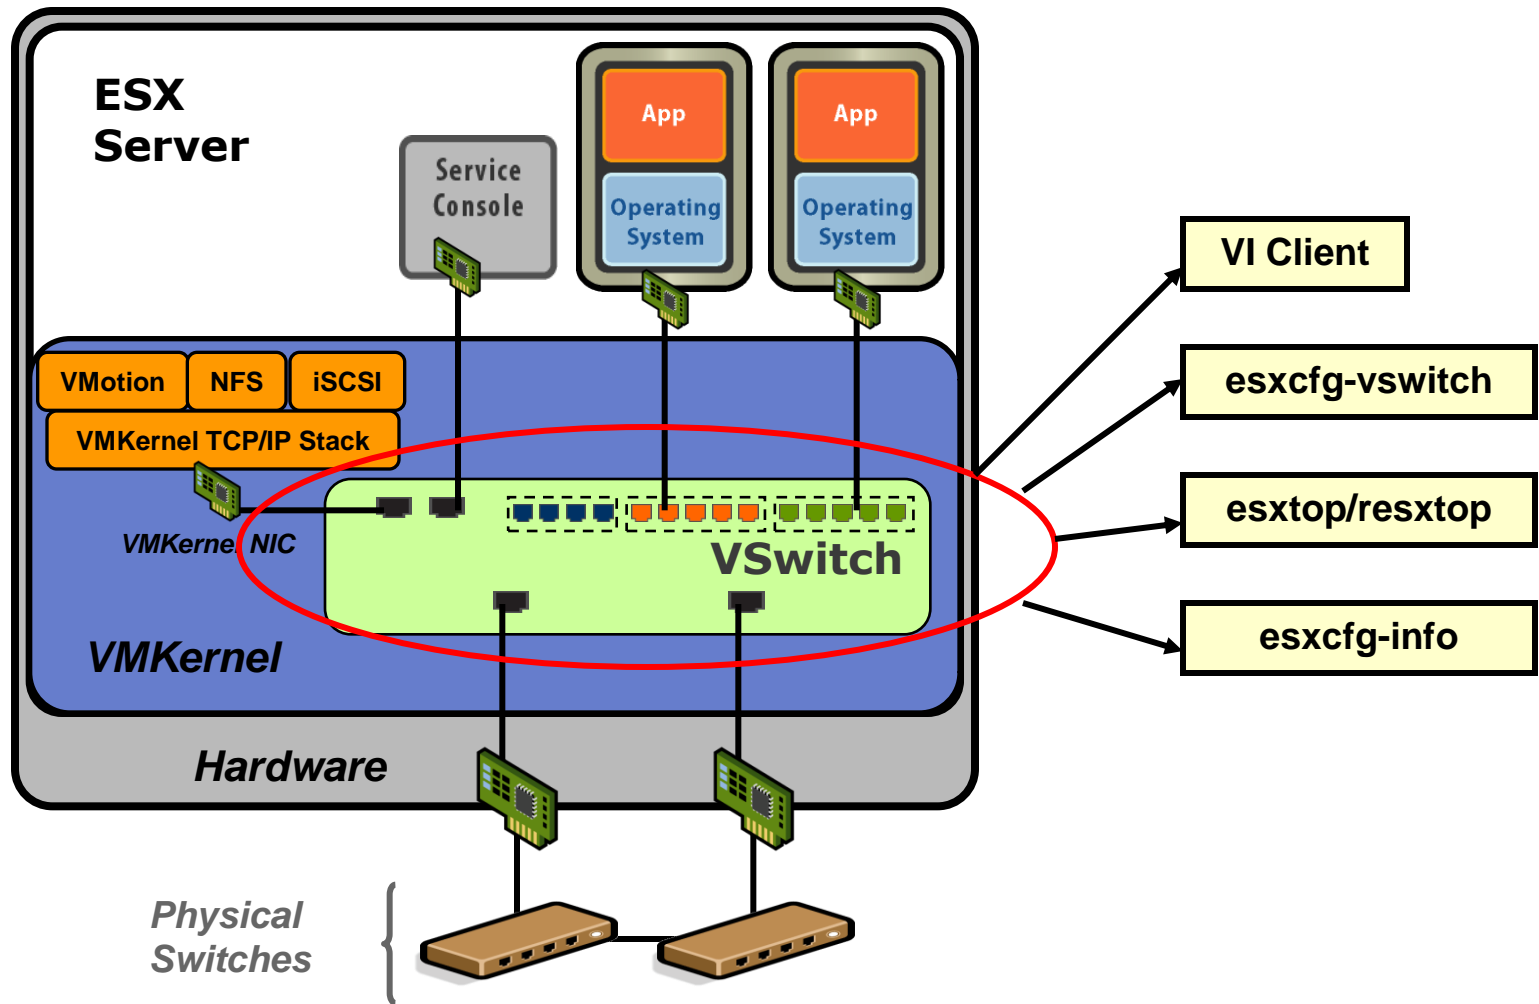 ESX
Server
Service
Console
App
Operating
System
App
Operating
System
VMotion
NFS
iSCSI
VMKernel TCP/IP Stack
VMKernel NIC
VSwitch
VMKernel
Hardware
Physical
Switches
VI Client
esxcfg-vswitch
esxtop/resxtop
esxcfg-info